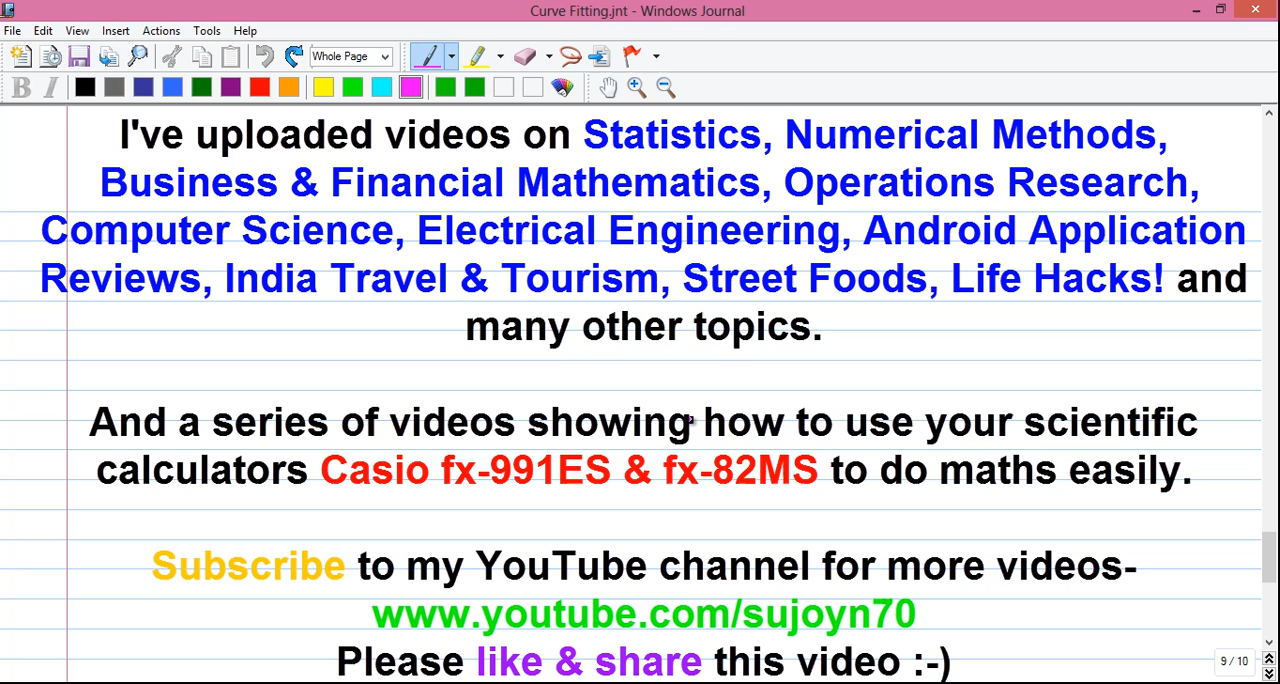 Curve Fitting.jnt - Windows Journal
File Edit View Insert Actions Tools Help
Whole Page
B I
I've uploaded videos on Statistics, Numerical Methods,
Business & Financial Mathematics, Operations Research,
Computer Science, Electrical Engineering, Android Application
Reviews, India Travel & Tourism, Street Foods, Life Hacks! and
many other topics.
And a series of videos showing how to use your scientific
calculators Casio fx-991ES & fx-82MS to do maths easily.
Subscribe to my YouTube channel for more videos-
www.youtube.com/sujoyn70
Please like & share this video :-)
9 / 10